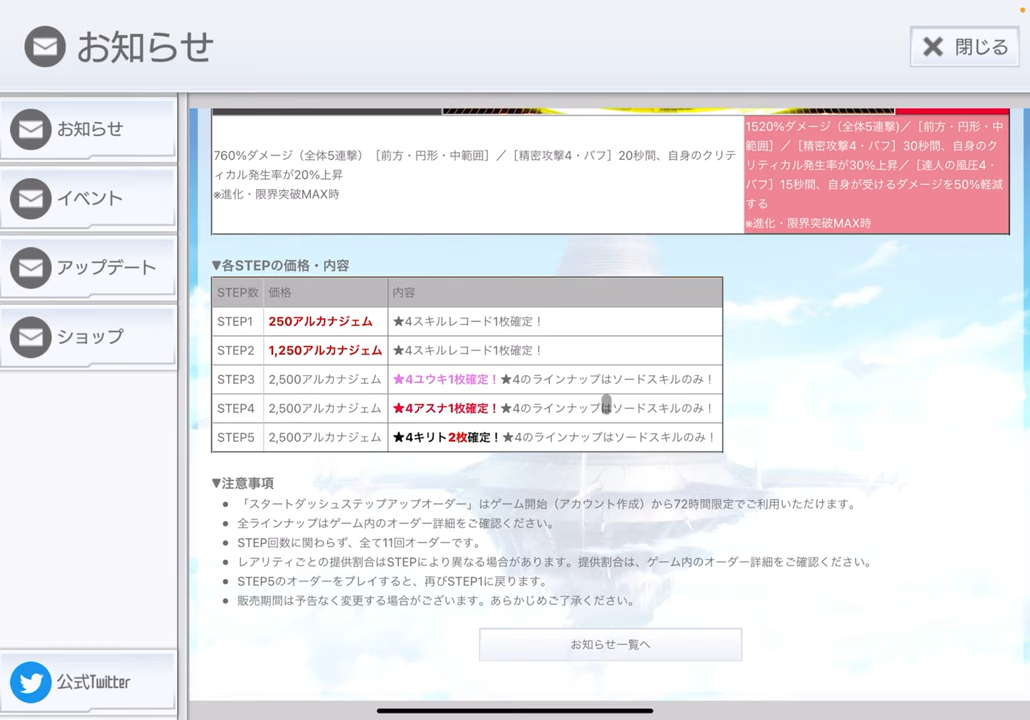 お知らせ
閉じる
お知らせ
イベント
アップデート
ショップ
公式Twitter
760%ダメージ（全体5連撃）［前方・円形・中範囲］／［精密攻撃4・バフ］20秒間、自身のクリテ
ィカル発生率が20%上昇
※進化・限界突破MAX時
1520%ダメージ（全体5連撃)／［前方・円形・中
範囲］／［精密攻撃4・バフ］30秒間、自身のク
リティカル発生率が30%上昇／［達人の風圧4・
バフ］15秒間、自身が受けるダメージを50%軽減
する
※進化・限界突破MAX時
▼各STEPの価格・内容
STEP数 価格 内容
STEP1 250アルカナジェム ★4スキルレコード1枚確定！
STEP2 1,250アルカナジェム ★4スキルレコード1枚確定！
STEP3 2,500アルカナジェム ★4ユウキ1枚確定！★4のラインナップはソードスキルのみ！
STEP4 2,500アルカナジェム ★4アスナ1枚確定！★4のラインナップはソードスキルのみ！
STEP5 2,500アルカナジェム ★4キリト2枚確定！★4のラインナップはソードスキルのみ！
▼注意事項
● 「スタートダッシュステップアップオーダー」はゲーム開始（アカウント作成）から72時間限定でご利用いただけます。
● 全ラインナップはゲーム内のオーダー詳細をご確認ください。
● STEP回数に関わらず、全て11回オーダーです。
● レアリティごとの提供割合はSTEPにより異なる場合があります。提供割合は、ゲーム内のオーダー詳細をご確認ください。
● STEP5のオーダーをプレイすると、再びSTEP1に戻ります。
● 販売期間は予告なく変更する場合がございます。あらかじめご了承ください。
お知らせ一覧へ